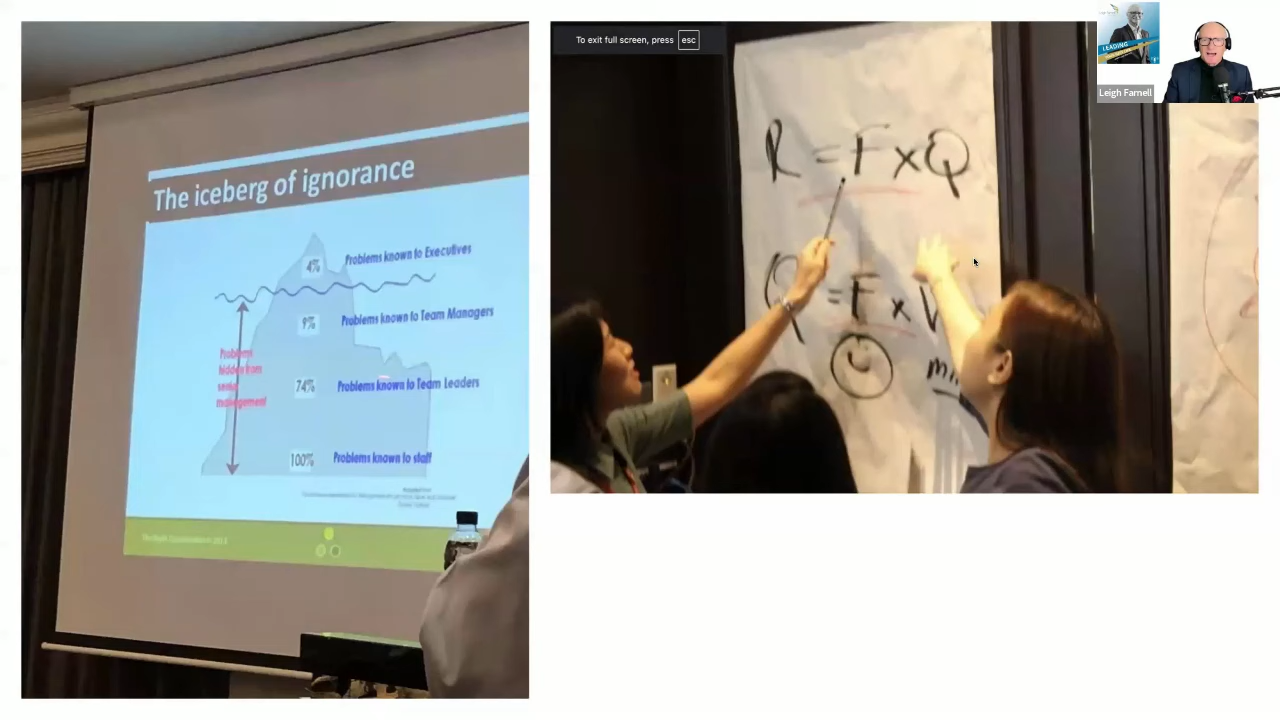 The iceberg of ignorance
4%
Problems known to Executives
9%
Problems known to Team Managers
Problems
hidden from
senior
management
74%
Problems known to Team Leaders
100%
Problems known to staff
To exit full screen, press esc
R = F x Q
Q = F x
LEADING
Leigh Farnell